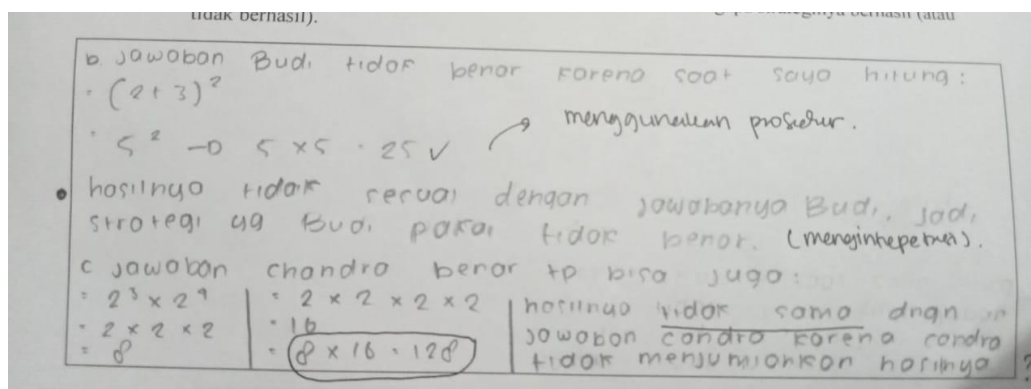 tidak berhasil).
b. Jawaban Budi tidak benar karena saat saya hitung :
= (2 + 3)²
= 5² → 5 × 5 = 25 ✓ ↗ menggunakan prosedur.
• hasilnya tidak sesuai dengan jawabanya Budi, jadi
strategi yg Budi pakai tidak benar. (menginterpetasi).
c Jawaban chandra benar tp bisa juga :
= 2³ × 2⁴ | = 2 × 2 × 2 × 2 | hasilnya tidak sama dngn
= 2 × 2 × 2 | = 16 | jawaban candra karena candra
= 8 | = 8 × 16 = 128 | tidak menjumlahkan hasilnya